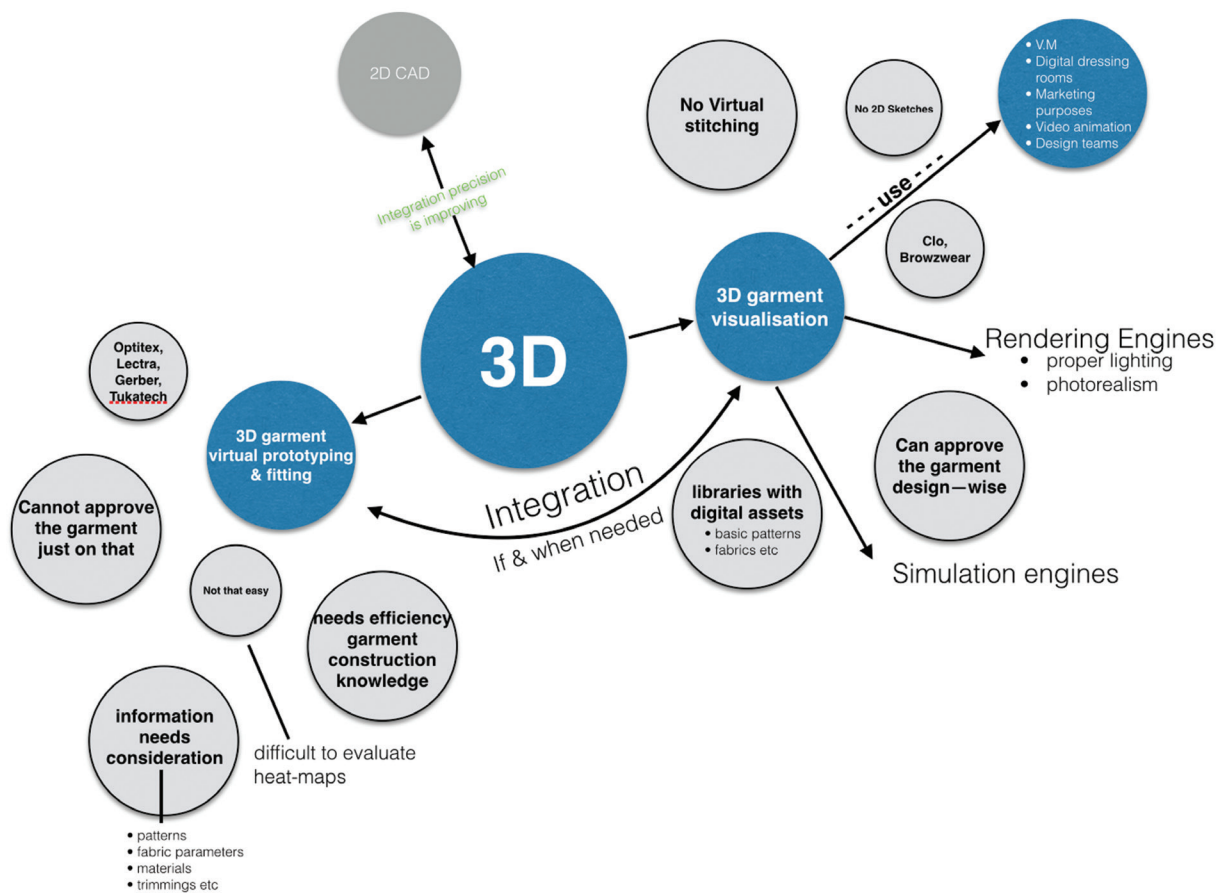 2D CAD
Integration precision
is improving
3D
No Virtual
stitching
No 2D Sketches
• V.M
• Digital dressing
rooms
• Marketing
purposes
• Video animation
• Design teams
----- use -----
Clo,
Browzwear
3D garment
visualisation
Rendering Engines
• proper lighting
• photorealism
Can approve
the garment
design—wise
libraries with
digital assets
• basic patterns
• fabrics etc
Simulation engines
Integration
If & when needed
Optitex,
Lectra,
Gerber,
Tukatech
3D garment
virtual prototyping
& fitting
Cannot approve
the garment
just on that
Not that easy
needs efficiency
garment
construction
knowledge
information
needs
consideration
difficult to evaluate
heat-maps
• patterns
• fabric parameters
• materials
• trimmings etc